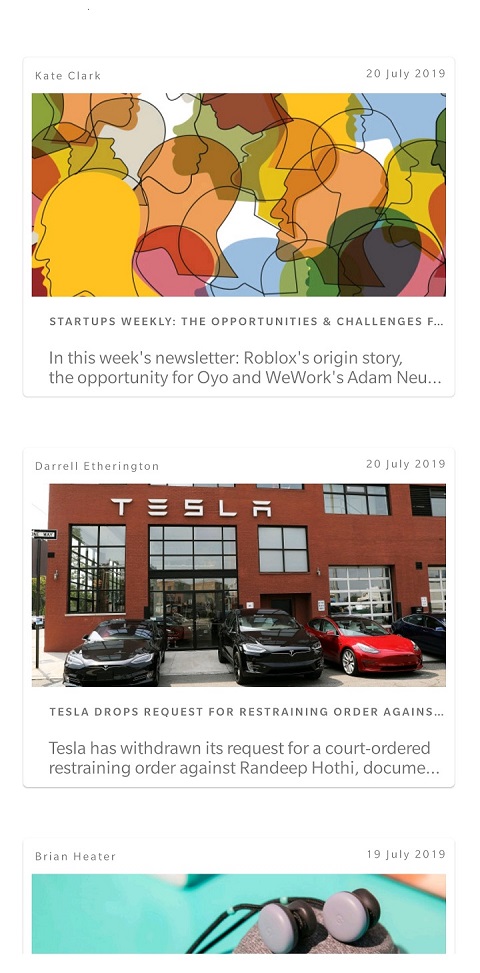 Kate Clark
20 July 2019
STARTUPS WEEKLY: THE OPPORTUNITIES & CHALLENGES F...
In this week's newsletter: Roblox's origin story,
the opportunity for Oyo and WeWork's Adam Neu...
Darrell Etherington
20 July 2019
TESLA
WAY
TESLA DROPS REQUEST FOR RESTRAINING ORDER AGAINS...
Tesla has withdrawn its request for a court-ordered
restraining order against Randeep Hothi, docume...
Brian Heater
19 July 2019